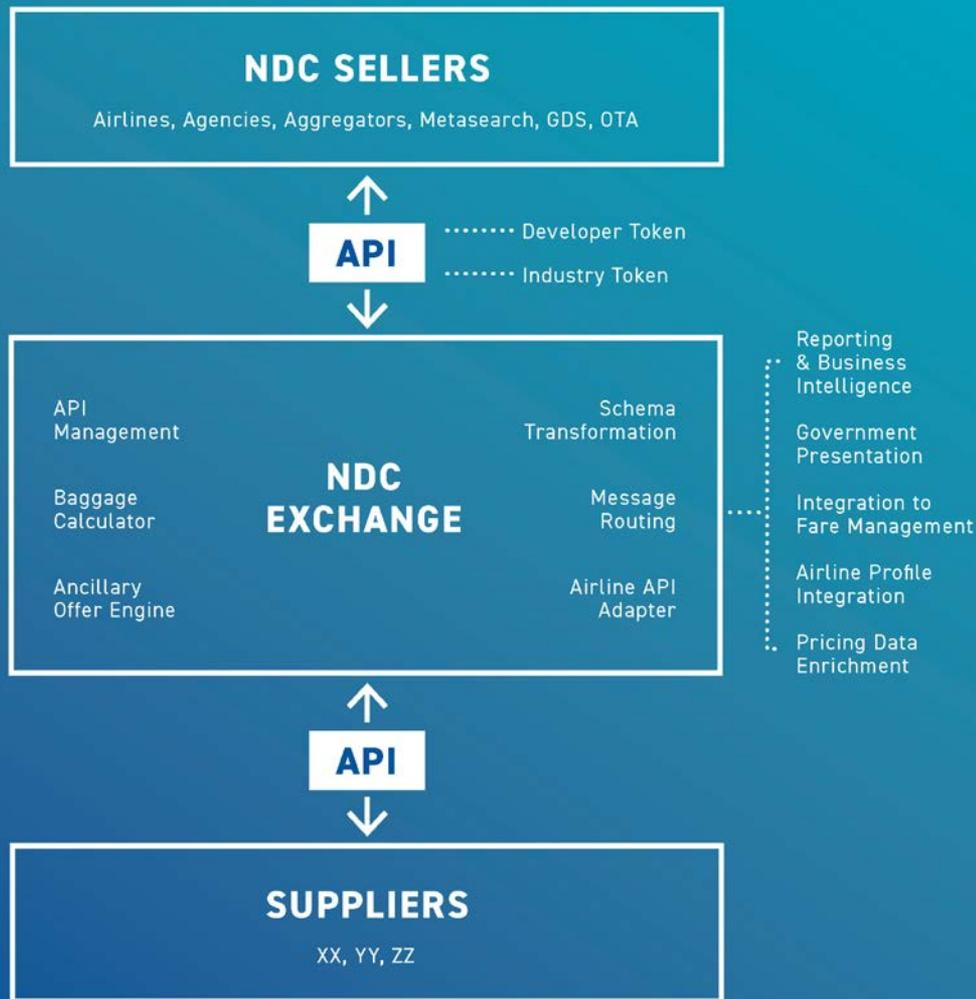 NDC SELLERS
Airlines, Agencies, Aggregators, Metasearch, GDS, OTA
API
Developer Token
Industry Token
API
Management
Baggage
Calculator
Ancillary
Offer Engine
NDC
EXCHANGE
Schema
Transformation
Message
Routing
Airline API
Adapter
Reporting
& Business
Intelligence
Government
Presentation
Integration to
Fare Management
Airline Profile
Integration
Pricing Data
Enrichment
API
SUPPLIERS
XX, YY, ZZ